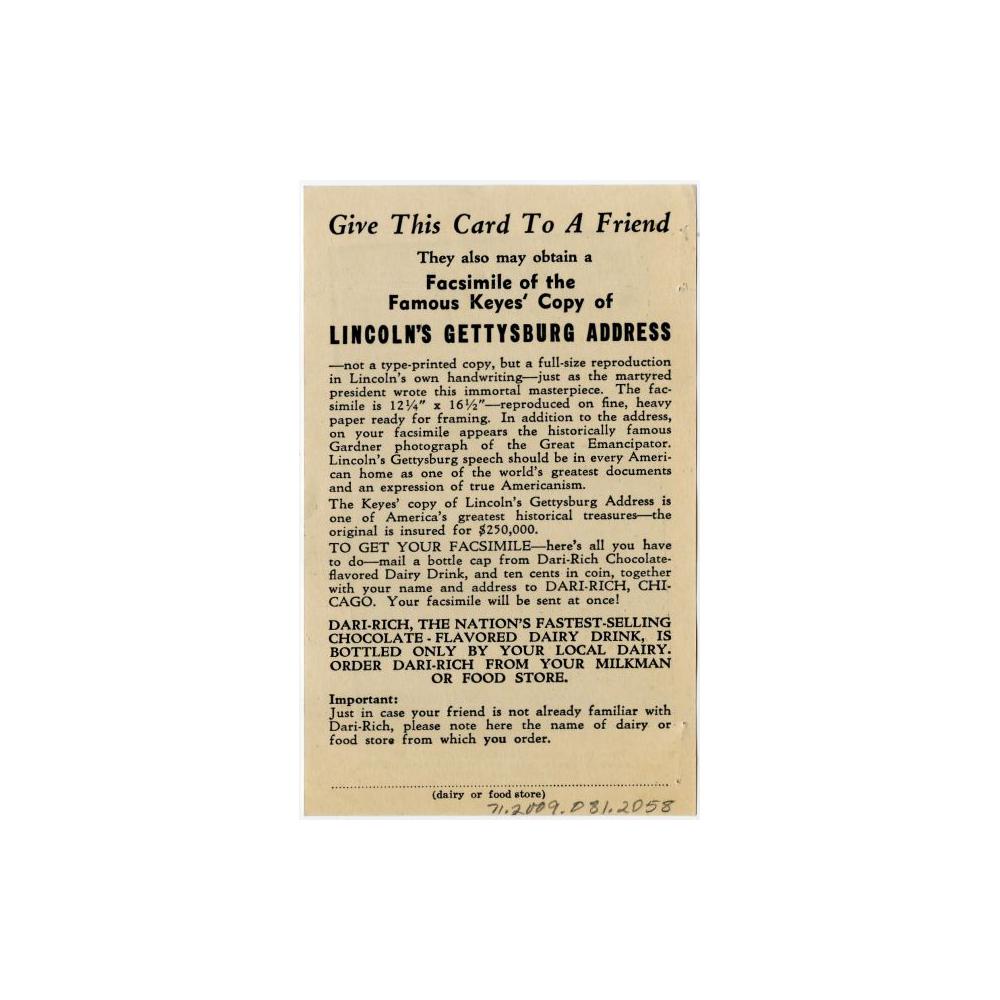 Give This Card To A Friend
They also may obtain a
Facsimile of the
Famous Keyes' Copy of
LINCOLN'S GETTYSBURG ADDRESS
—not a type-printed copy, but a full-size reproduction
in Lincoln's own handwriting—just as the martyred
president wrote this immortal masterpiece. The fac-
simile is 12¼" x 16½"—reproduced on fine, heavy
paper ready for framing. In addition to the address,
on your facsimile appears the historically famous
Gardner photograph of the Great Emancipator.
Lincoln's Gettysburg speech should be in every Ameri-
can home as one of the world's greatest documents
and an expression of true Americanism.
The Keyes' copy of Lincoln's Gettysburg Address is
one of America's greatest historical treasures—the
original is insured for $250,000.
TO GET YOUR FACSIMILE—here's all you have
to do—mail a bottle cap from Dari-Rich Chocolate-
flavored Dairy Drink, and ten cents in coin, together
with your name and address to DARI-RICH, CHI-
CAGO. Your facsimile will be sent at once!
DARI-RICH, THE NATION'S FASTEST-SELLING
CHOCOLATE - FLAVORED DAIRY DRINK, IS
BOTTLED ONLY BY YOUR LOCAL DAIRY.
ORDER DARI-RICH FROM YOUR MILKMAN
OR FOOD STORE.
Important:
Just in case your friend is not already familiar with
Dari-Rich, please note here the name of dairy or
food store from which you order.
(dairy or food store)
71.2009.081.2058